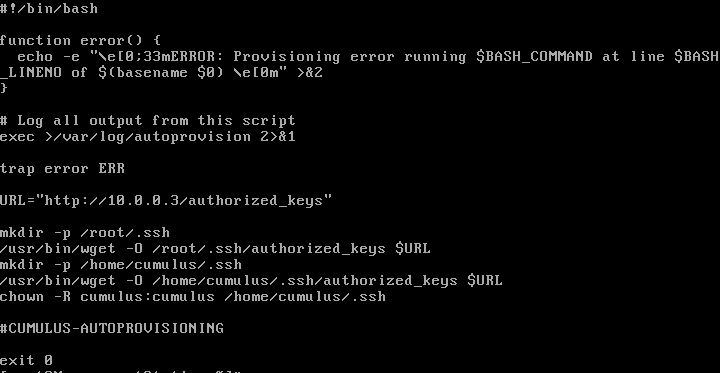 #!/bin/bash
function error() {
  echo -e "\e[0;33mERROR: Provisioning error running $BASH_COMMAND at line $BASH
_LINENO of $(basename $0) \e[0m" >&2
}
# Log all output from this script
exec >/var/log/autoprovision 2>&1
trap error ERR
URL="http://10.0.0.3/authorized_keys"
mkdir -p /root/.ssh
/usr/bin/wget -O /root/.ssh/authorized_keys $URL
mkdir -p /home/cumulus/.ssh
/usr/bin/wget -O /home/cumulus/.ssh/authorized_keys $URL
chown -R cumulus:cumulus /home/cumulus/.ssh
#CUMULUS-AUTOPROVISIONING
exit 0